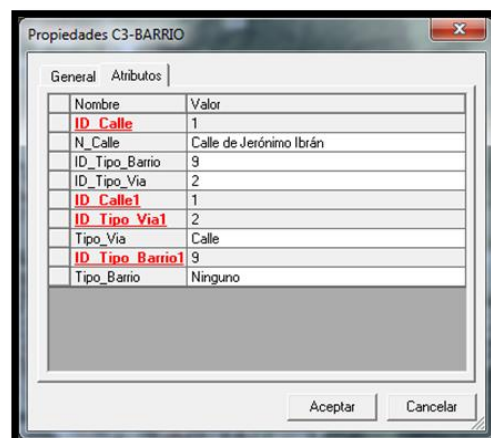 Propiedades C3-BARRIO
General Atributos
Nombre Valor
ID_Calle 1
N_Calle Calle de Jerónimo Ibrán
ID_Tipo_Barrio 9
ID_Tipo_Via 2
ID_Calle1 1
ID_Tipo_Via1 2
Tipo_Via Calle
ID_Tipo_Barrio1 9
Tipo_Barrio Ninguno
Aceptar Cancelar